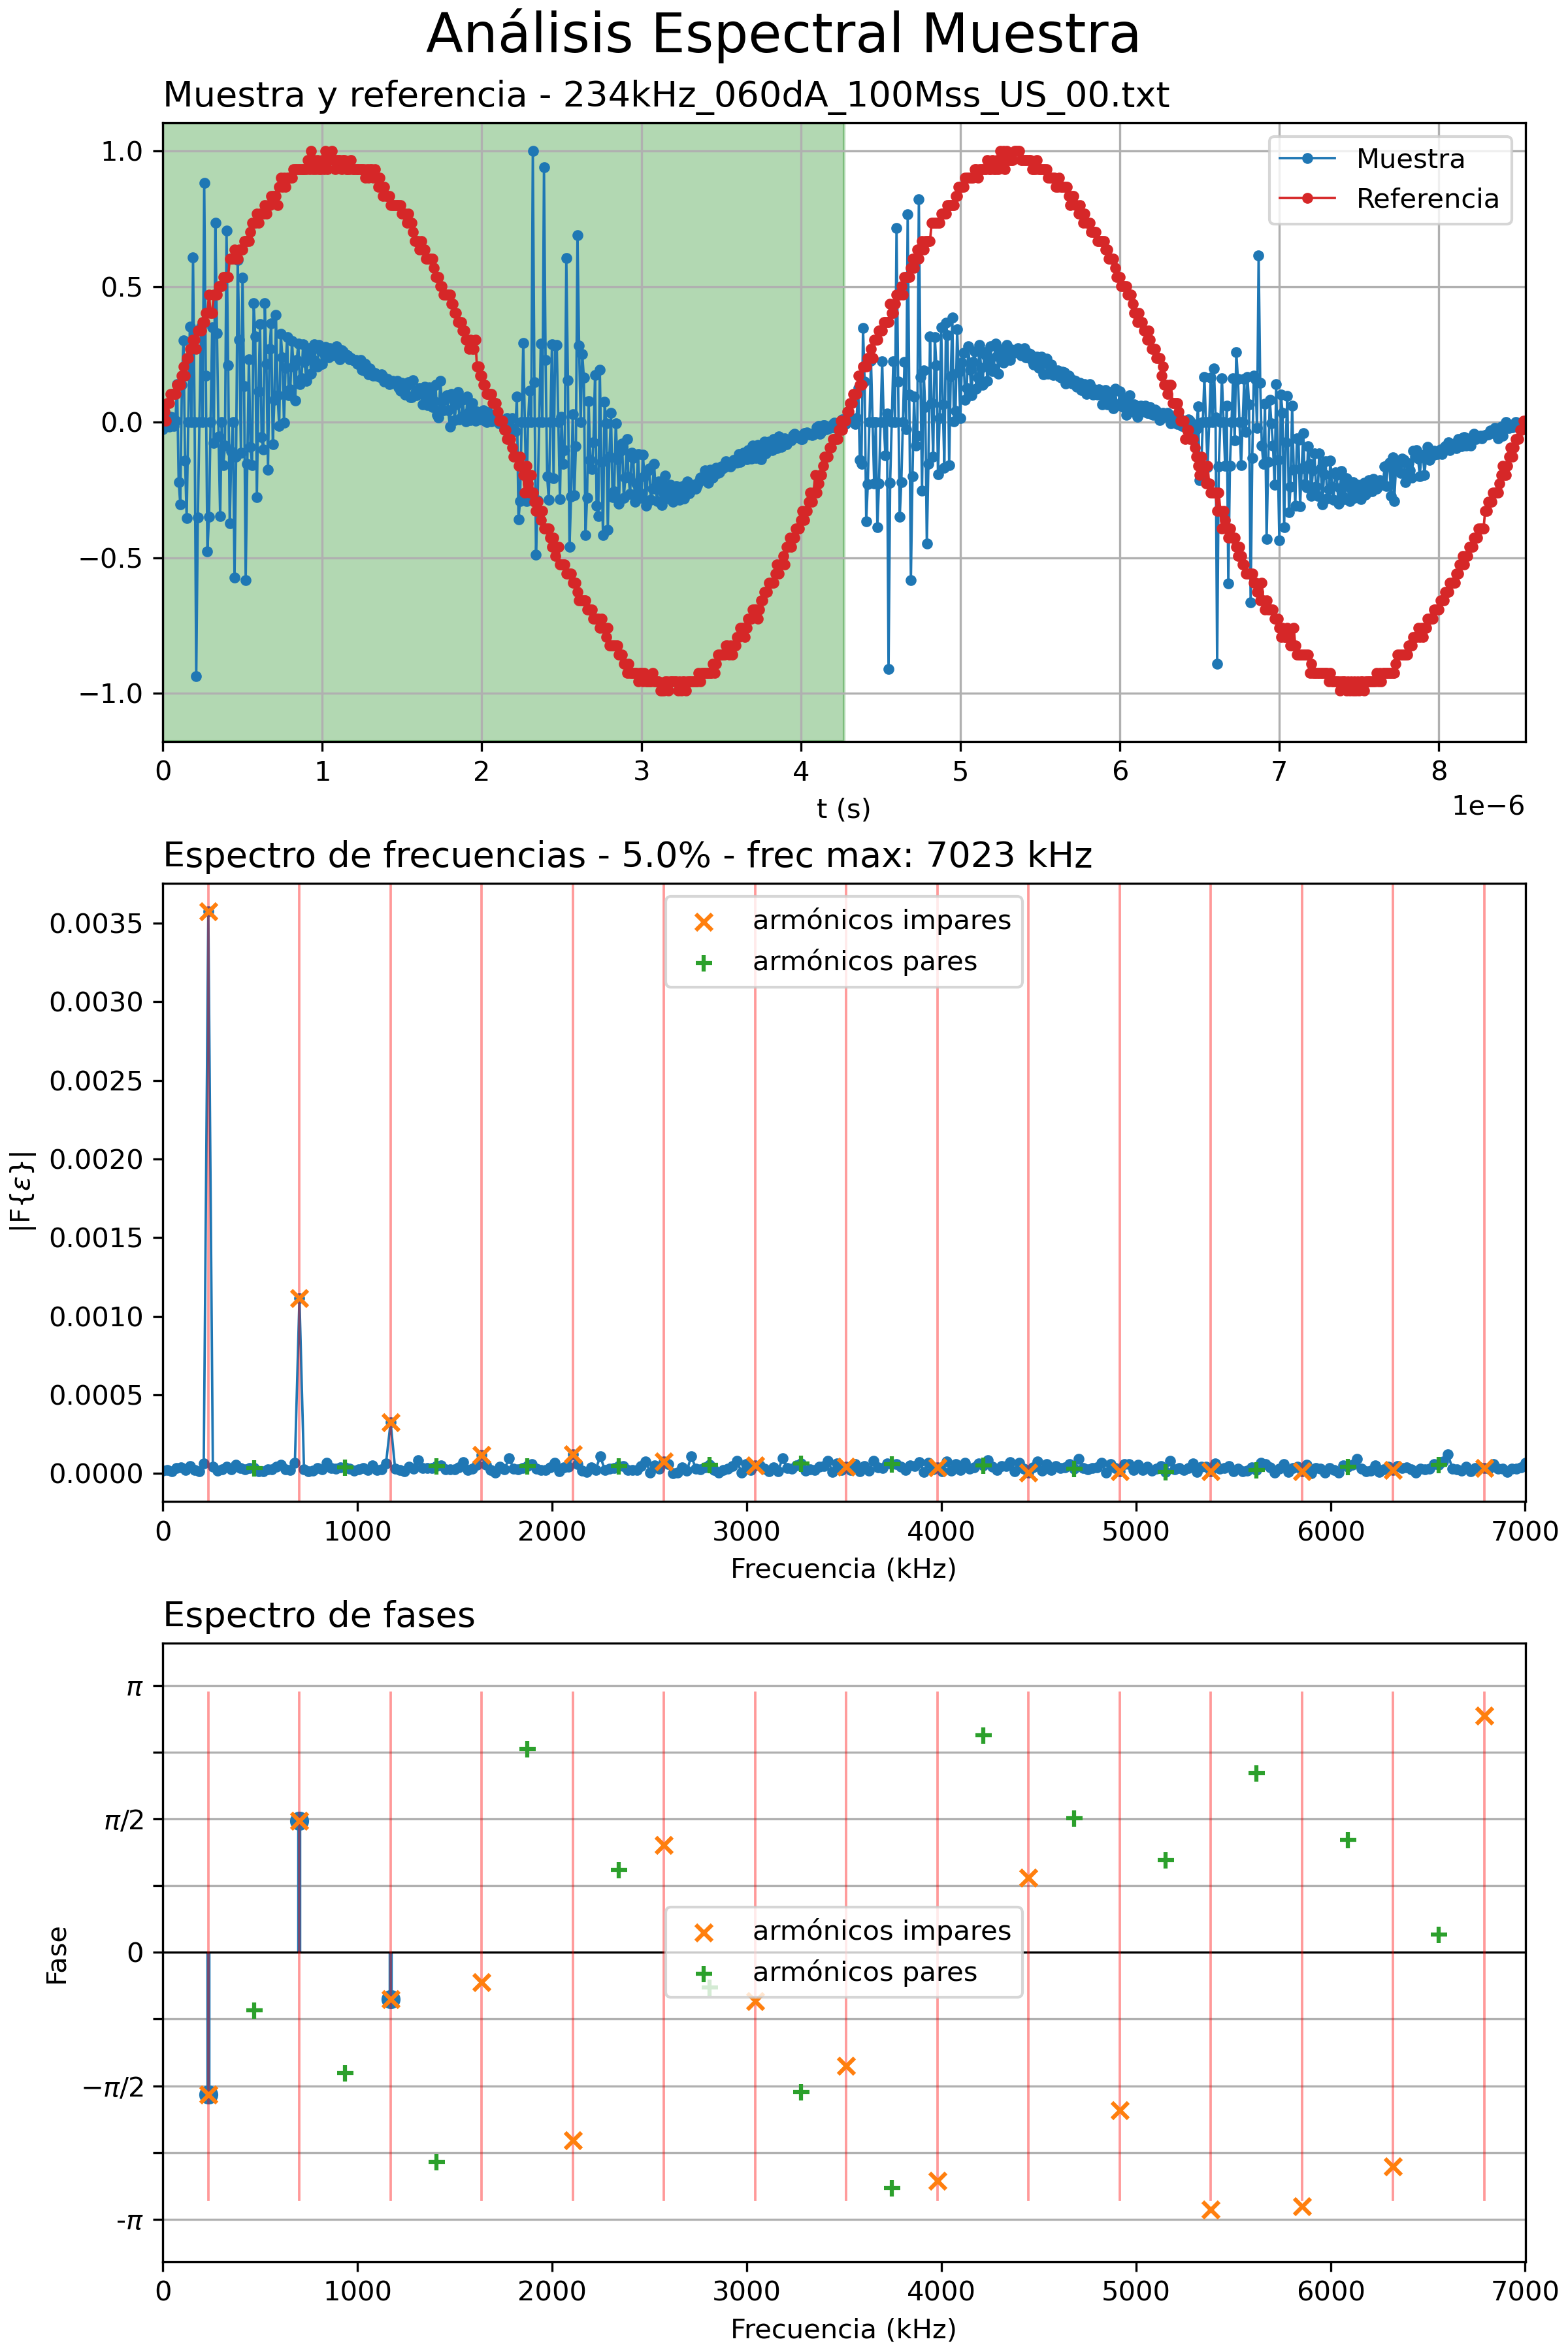 Análisis Espectral Muestra
Muestra y referencia - 234kHz_060dA_100Mss_US_00.txt
Muestra
Referencia
1.0
0.5
0.0
−0.5
−1.0
0 1 2 3 4 5 6 7 8
t (s)
1e−6
Espectro de frecuencias - 5.0% - frec max: 7023 kHz
armónicos impares
armónicos pares
|F{ε}|
0.0035
0.0030
0.0025
0.0020
0.0015
0.0010
0.0005
0.0000
0 1000 2000 3000 4000 5000 6000 7000
Frecuencia (kHz)
Espectro de fases
π
π/2
0
−π/2
-π
Fase
armónicos impares
armónicos pares
0 1000 2000 3000 4000 5000 6000 7000
Frecuencia (kHz)